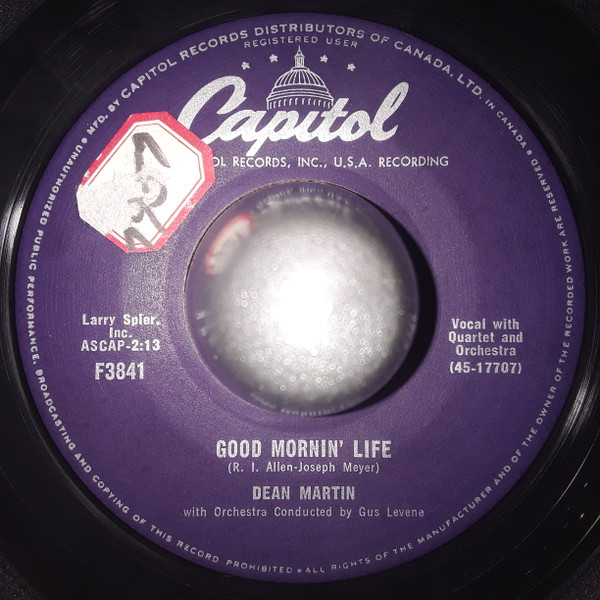 MFD. BY CAPITOL RECORDS DISTRIBUTORS OF CANADA, LTD. IN CANADA • UNAUTHORIZED PUBLIC PERFORMANCE, BROADCASTING AND COPYING OF THIS RECORD PROHIBITED • ALL RIGHTS OF THE MANUFACTURER AND OF THE OWNER OF THE RECORDED WORK ARE RESERVED •
REGISTERED USER
Capitol
RECORDS, INC., U.S.A. RECORDING
Larry Spier,
Inc.
ASCAP-2:13
F3841
Vocal with
Quartet and
Orchestra
(45-17707)
GOOD MORNIN' LIFE
(R. I. Allen-Joseph Meyer)
DEAN MARTIN
with Orchestra Conducted by Gus Levene